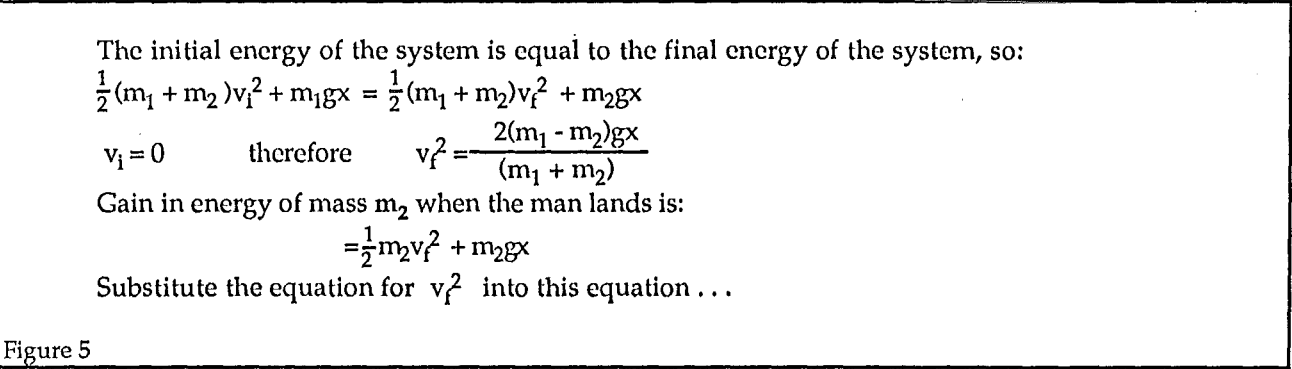 The initial energy of the system is equal to the final energy of the system, so:
½(m₁ + m₂)vᵢ² + m₁gx = ½(m₁ + m₂)v_f² + m₂gx
vᵢ = 0 therefore v_f² = 2(m₁ - m₂)gx / (m₁ + m₂)
Gain in energy of mass m₂ when the man lands is:
=½m₂v_f² + m₂gx
Substitute the equation for v_f² into this equation . . .
Figure 5